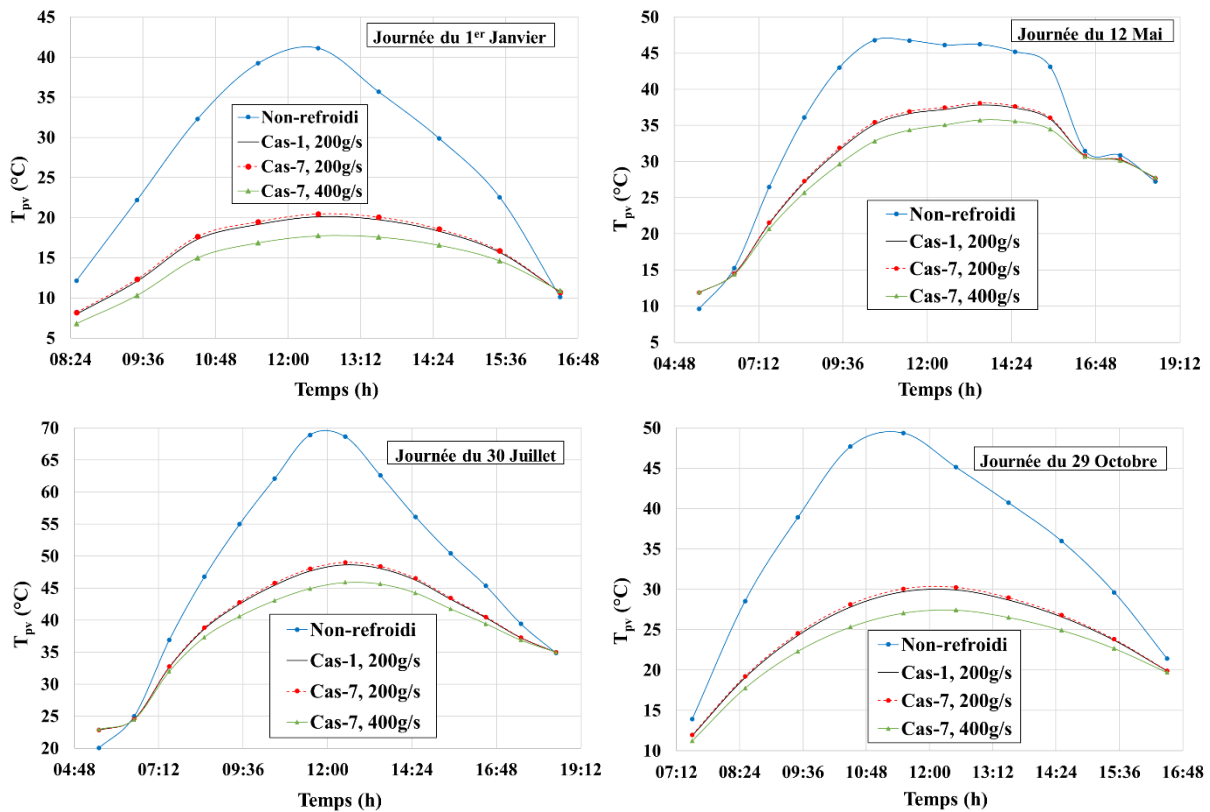 Journée du 1er Janvier
45
40
35
30
25
20
15
10
5
Tpv (°C)
Non-refroidi
Cas-1, 200g/s
Cas-7, 200g/s
Cas-7, 400g/s
08:24 09:36 10:48 12:00 13:12 14:24 15:36 16:48
Temps (h)
Journée du 12 Mai
50
45
40
35
30
25
20
15
10
5
Tpv (°C)
Non-refroidi
Cas-1, 200g/s
Cas-7, 200g/s
Cas-7, 400g/s
04:48 07:12 09:36 12:00 14:24 16:48 19:12
Temps (h)
Journée du 30 Juillet
70
65
60
55
50
45
40
35
30
25
20
Tpv (°C)
Non-refroidi
Cas-1, 200g/s
Cas-7, 200g/s
Cas-7, 400g/s
04:48 07:12 09:36 12:00 14:24 16:48 19:12
Temps (h)
Journée du 29 Octobre
50
45
40
35
30
25
20
15
10
Tpv (°C)
Non-refroidi
Cas-1, 200g/s
Cas-7, 200g/s
Cas-7, 400g/s
07:12 08:24 09:36 10:48 12:00 13:12 14:24 15:36 16:48
Temps (h)